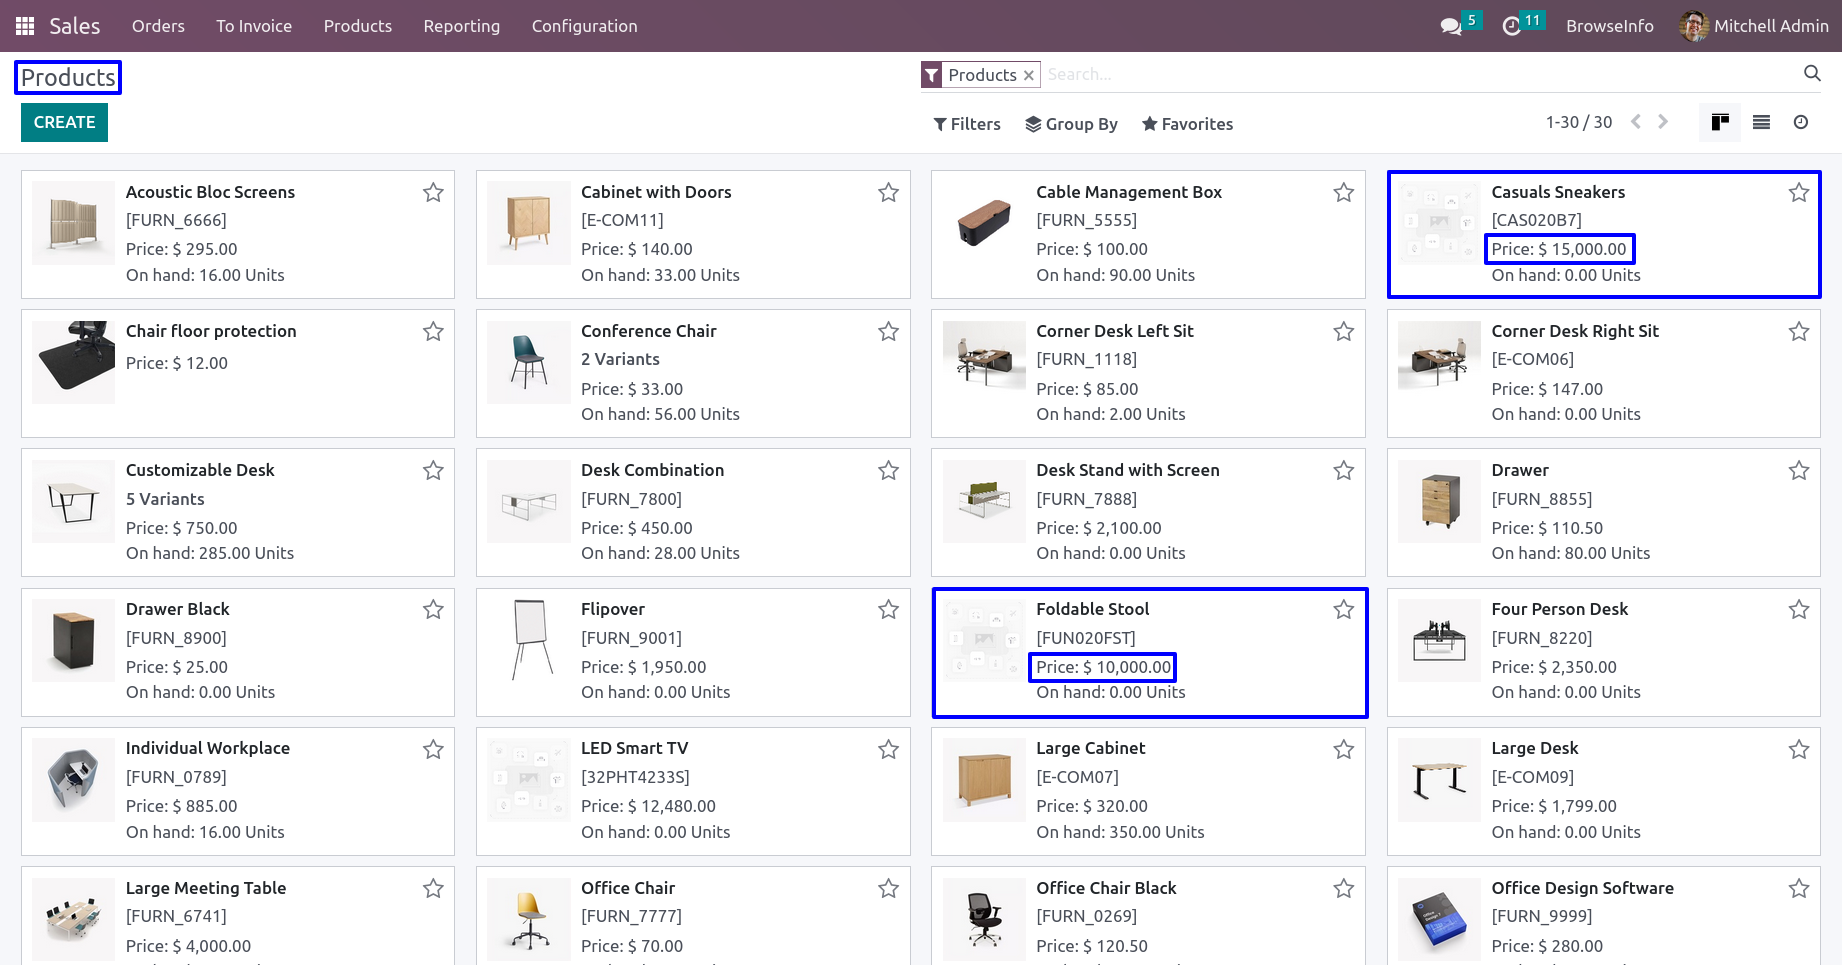 Sales Orders To Invoice Products Reporting Configuration 5 11 BrowseInfo Mitchell Admin
Products
Products × Search...
CREATE
Filters Group By Favorites 1-30 / 30
Acoustic Bloc Screens
[FURN_6666]
Price: $ 295.00
On hand: 16.00 Units
Cabinet with Doors
[E-COM11]
Price: $ 140.00
On hand: 33.00 Units
Cable Management Box
[FURN_5555]
Price: $ 100.00
On hand: 90.00 Units
Casuals Sneakers
[CAS020B7]
Price: $ 15,000.00
On hand: 0.00 Units
Chair floor protection
Price: $ 12.00
Conference Chair
2 Variants
Price: $ 33.00
On hand: 56.00 Units
Corner Desk Left Sit
[FURN_1118]
Price: $ 85.00
On hand: 2.00 Units
Corner Desk Right Sit
[E-COM06]
Price: $ 147.00
On hand: 0.00 Units
Customizable Desk
5 Variants
Price: $ 750.00
On hand: 285.00 Units
Desk Combination
[FURN_7800]
Price: $ 450.00
On hand: 28.00 Units
Desk Stand with Screen
[FURN_7888]
Price: $ 2,100.00
On hand: 0.00 Units
Drawer
[FURN_8855]
Price: $ 110.50
On hand: 80.00 Units
Drawer Black
[FURN_8900]
Price: $ 25.00
On hand: 0.00 Units
Flipover
[FURN_9001]
Price: $ 1,950.00
On hand: 0.00 Units
Foldable Stool
[FUN020FST]
Price: $ 10,000.00
On hand: 0.00 Units
Four Person Desk
[FURN_8220]
Price: $ 2,350.00
On hand: 0.00 Units
Individual Workplace
[FURN_0789]
Price: $ 885.00
On hand: 16.00 Units
LED Smart TV
[32PHT4233S]
Price: $ 12,480.00
On hand: 0.00 Units
Large Cabinet
[E-COM07]
Price: $ 320.00
On hand: 350.00 Units
Large Desk
[E-COM09]
Price: $ 1,799.00
On hand: 0.00 Units
Large Meeting Table
[FURN_6741]
Price: $ 4,000.00
Office Chair
[FURN_7777]
Price: $ 70.00
Office Chair Black
[FURN_0269]
Price: $ 120.50
Office Design Software
[FURN_9999]
Price: $ 280.00